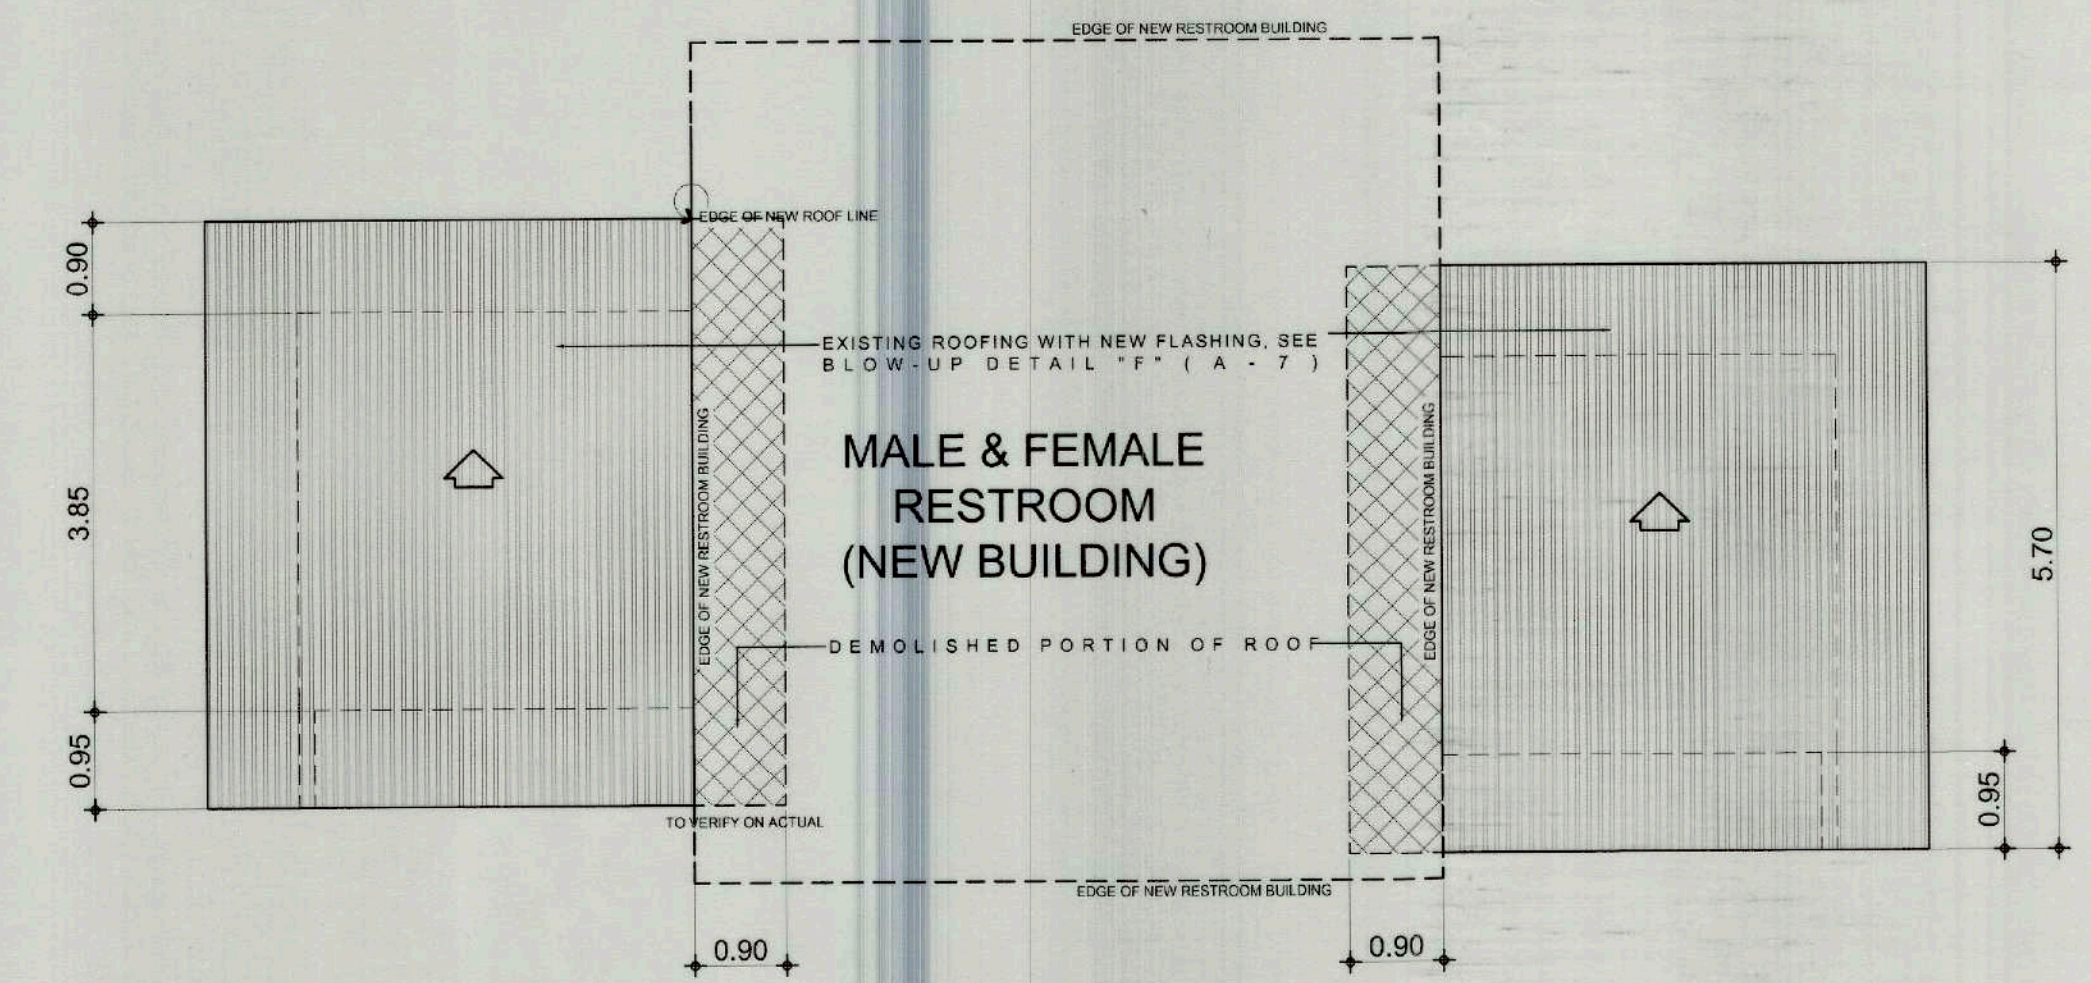 EDGE OF NEW RESTROOM BUILDING
EDGE OF NEW ROOF LINE
0.90
EXISTING ROOFING WITH NEW FLASHING, SEE
BLOW-UP DETAIL "F" ( A - 7 )
EDGE OF NEW RESTROOM BUILDING
EDGE OF NEW RESTROOM BUILDING
MALE & FEMALE
RESTROOM
(NEW BUILDING)
3.85
5.70
DEMOLISHED PORTION OF ROOF
0.95
0.95
TO VERIFY ON ACTUAL
EDGE OF NEW RESTROOM BUILDING
0.90
0.90